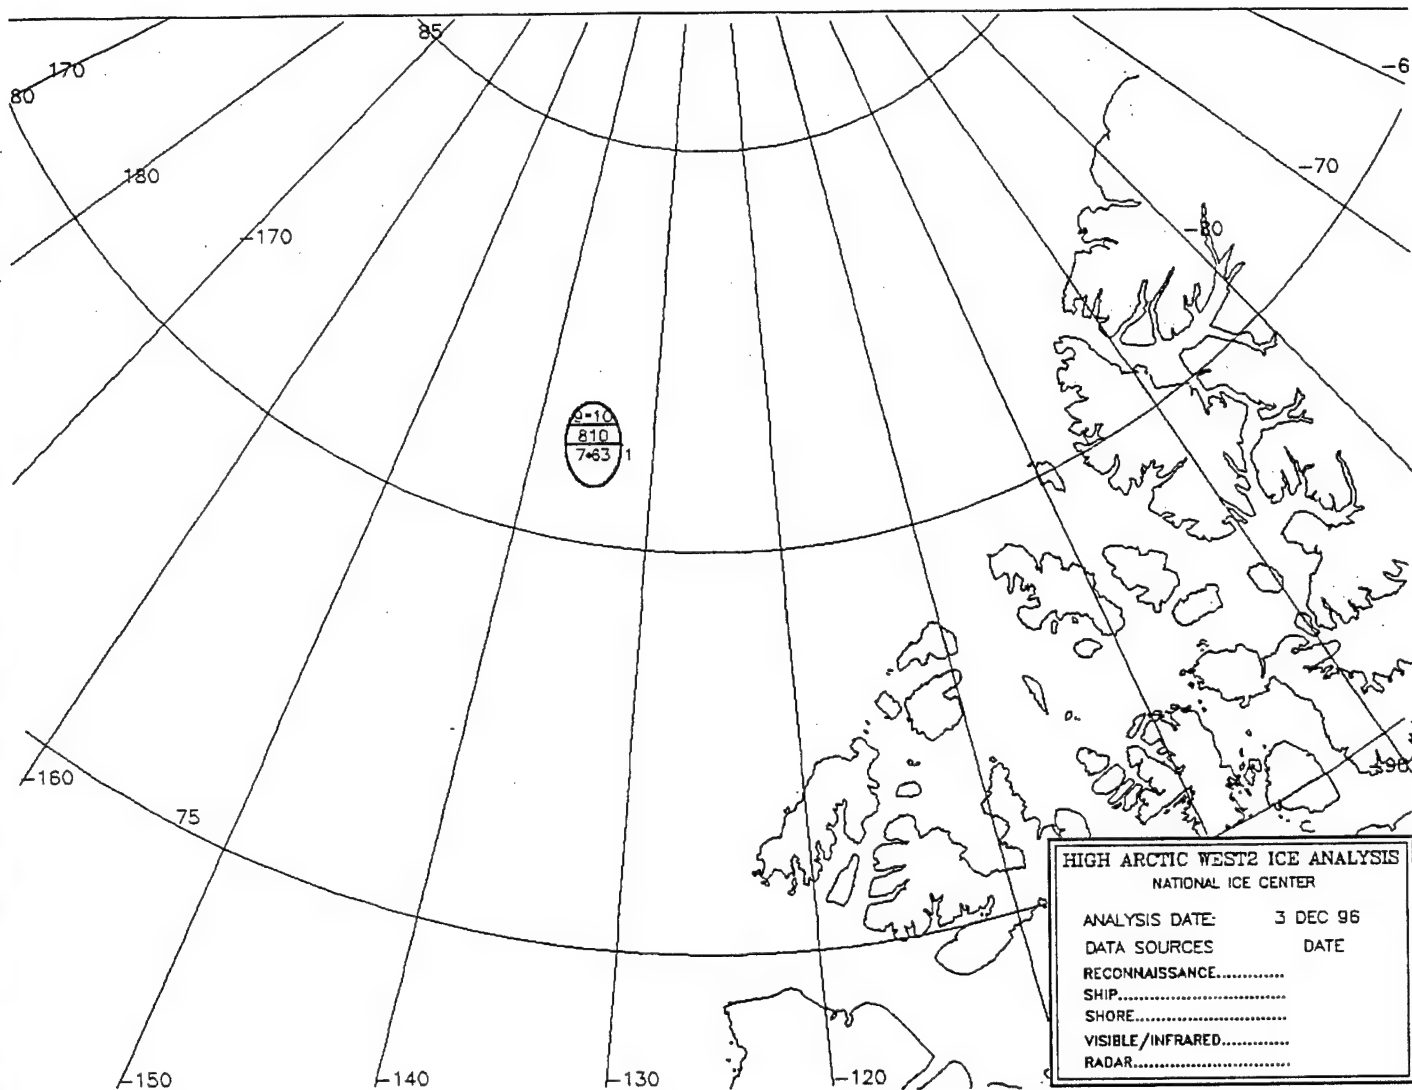 85
170
-6
80
180
-70
-170
-80
9-10
810
7•63 1
-160
-90
75
HIGH ARCTIC WEST2 ICE ANALYSIS
NATIONAL ICE CENTER
ANALYSIS DATE: 3 DEC 96
DATA SOURCES DATE
RECONNAISSANCE.............
SHIP................................
SHORE.............................
VISIBLE/INFRARED.............
RADAR..............................
-150
-140
-130
-120